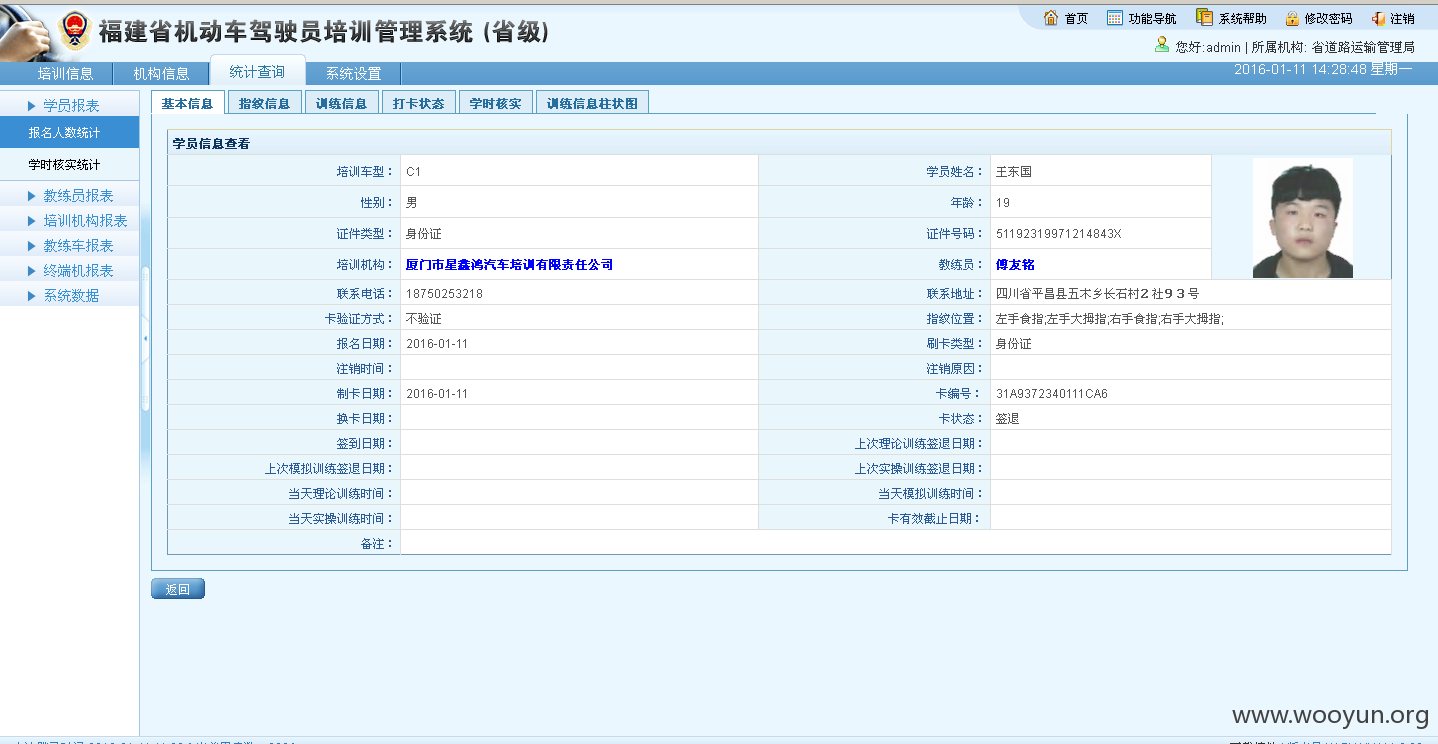 福建省机动车驾驶员培训管理系统 (省级)
首页 功能导航 系统帮助 修改密码 注销
您好:admin | 所属机构: 省道路运输管理局
培训信息 机构信息 统计查询 系统设置 2016-01-11 14:28:48 星期一
学员报表
报名人数统计
学时核实统计
教练员报表
培训机构报表
教练车报表
终端机报表
系统数据
基本信息 指纹信息 训练信息 打卡状态 学时核实 训练信息柱状图
学员信息查看
培训车型： C1 学员姓名： 王东国
性别： 男 年龄： 19
证件类型： 身份证 证件号码： 51192319971214843X
培训机构： 厦门市星鑫鸿汽车培训有限责任公司 教练员： 傅友铭
联系电话： 18750253218 联系地址： 四川省平昌县五木乡长石村2社９３号
卡验证方式： 不验证 指纹位置： 左手食指;左手大拇指;右手食指;右手大拇指;
报名日期： 2016-01-11 刷卡类型： 身份证
注销时间： 注销原因：
制卡日期： 2016-01-11 卡编号： 31A9372340111CA6
换卡日期： 卡状态： 签退
签到日期： 上次理论训练签退日期：
上次模拟训练签退日期： 上次实操训练签退日期：
当天理论训练时间： 当天模拟训练时间：
当天实操训练时间： 卡有效截止日期：
备注：
返回
www.wooyun.org